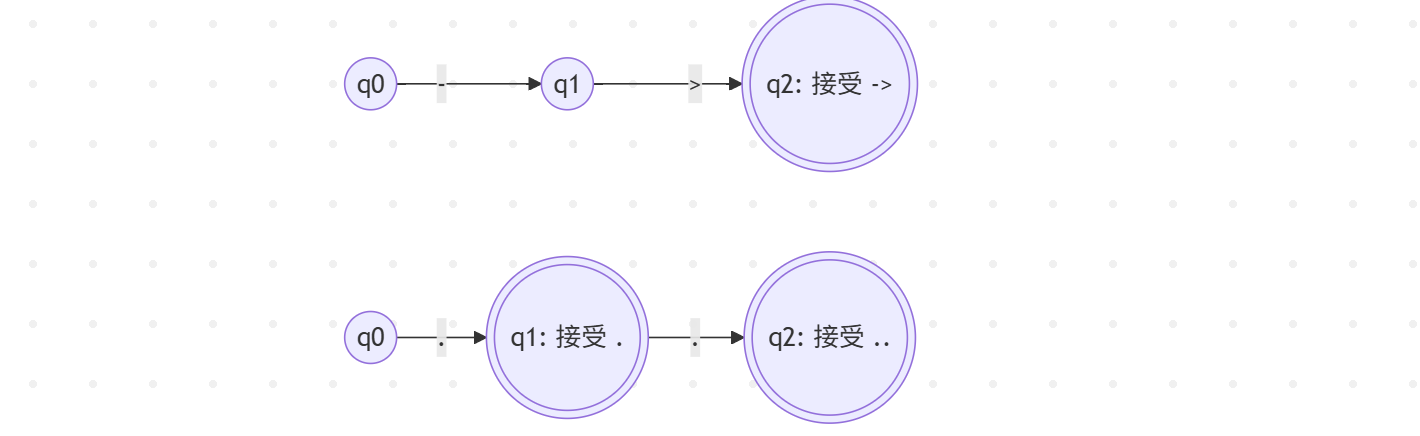 q0 - q1 > q2: 接受 ->
q0 . q1: 接受 . . q2: 接受 ..